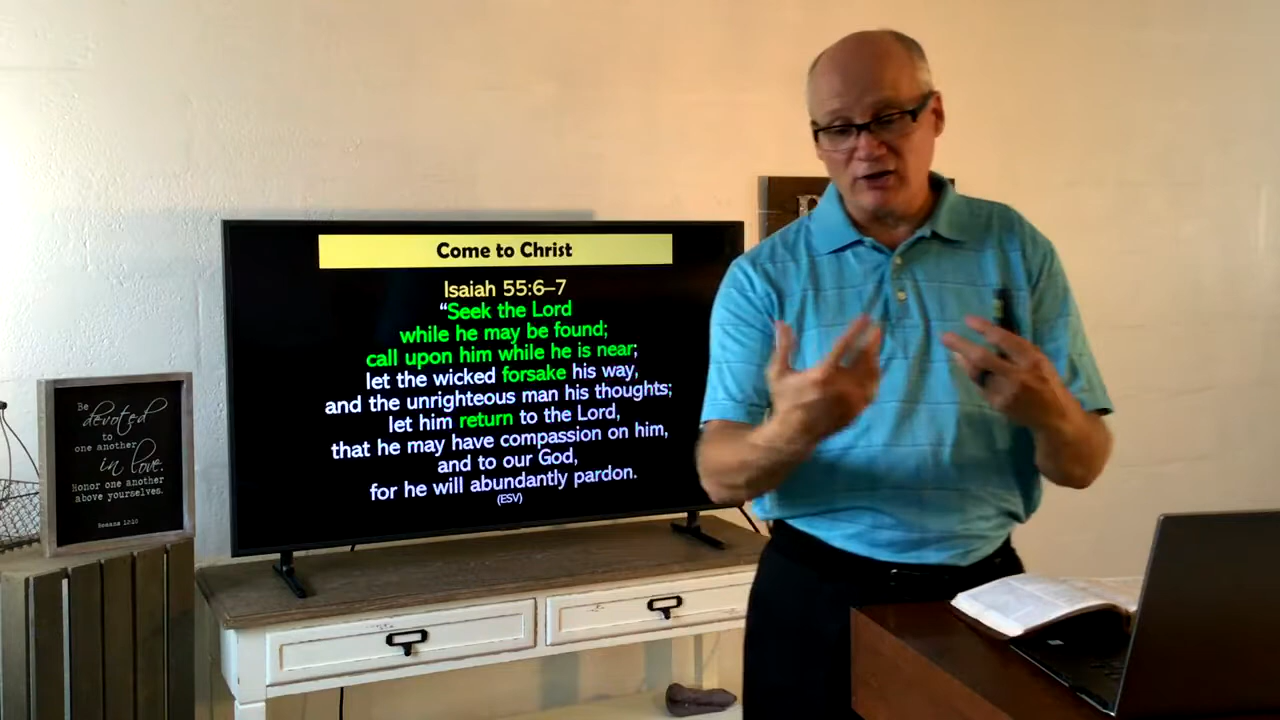 Come to Christ
Isaiah 55:6–7
“Seek the Lord
while he may be found;
call upon him while he is near;
let the wicked forsake his way,
and the unrighteous man his thoughts;
let him return to the Lord,
that he may have compassion on him,
and to our God,
for he will abundantly pardon.
(ESV)
Be
devoted
to
one another
in love.
Honor one another
above yourselves.
Romans 12:10